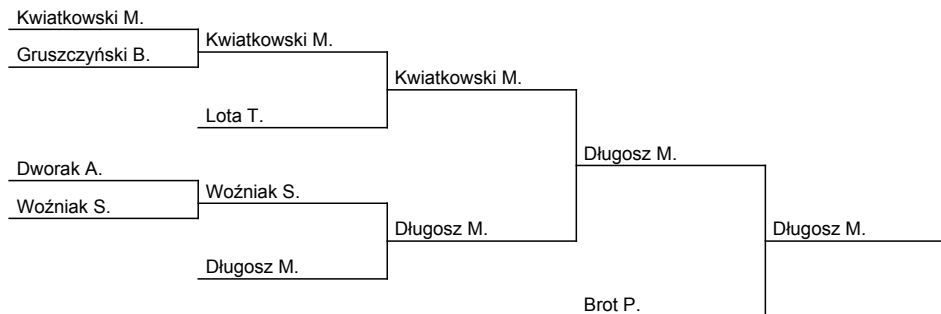 Kwiatkowski M.
Gruszczyński B.
Kwiatkowski M.
Kwiatkowski M.
Lota T.
Dworak A.
Woźniak S.
Woźniak S.
Długosz M.
Długosz M.
Długosz M.
Długosz M.
Brot P.